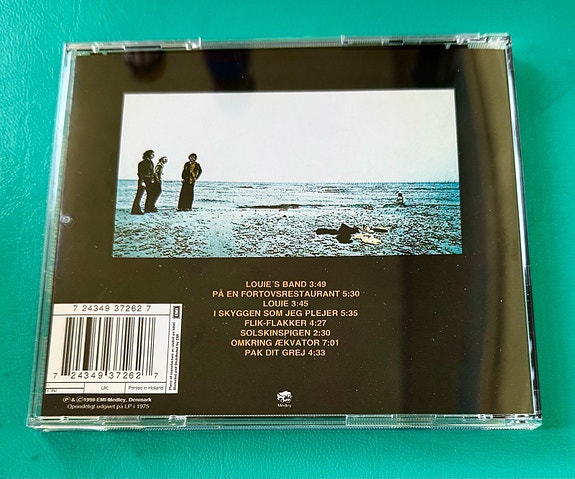 LOUIE´S BAND 3:49
PÅ EN FORTOVSRESTAURANT 5:30
LOUIE 3:45
I SKYGGEN SOM JEG PLEJER 5:35
FLIK-FLAKKER 4:27
SOLSKINSPIGEN 2:30
OMKRING ÆKVATOR 7:01
PAK DIT GREJ 4:33
7 24349 37262 7
7 24349 37262 7
EMI
UK:
Printed in Holland
℗ & © 1998 EMI-Medley, Denmark
Oprindeligt udgivet på LP i 1975
Medley